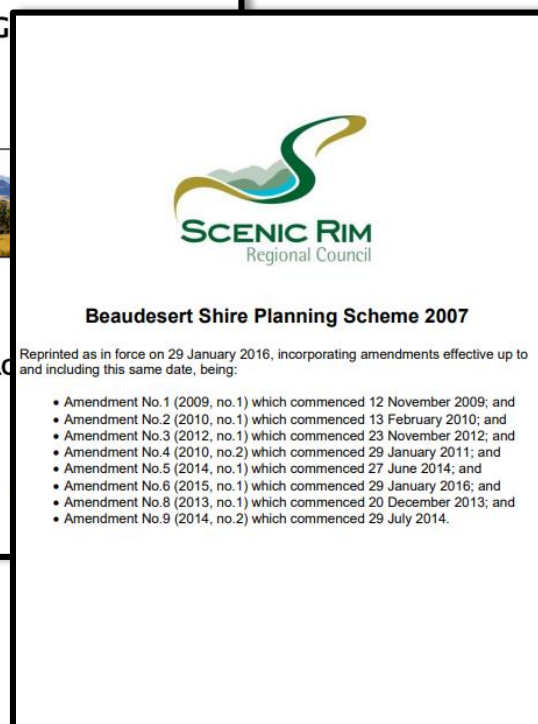 SCENIC RIM
Regional Council
Beaudesert Shire Planning Scheme 2007
Reprinted as in force on 29 January 2016, incorporating amendments effective up to
and including this same date, being:
• Amendment No.1 (2009, no.1) which commenced 12 November 2009; and
• Amendment No.2 (2010, no.1) which commenced 13 February 2010; and
• Amendment No.3 (2012, no.1) which commenced 23 November 2012; and
• Amendment No.4 (2010, no.2) which commenced 29 January 2011; and
• Amendment No.5 (2014, no.1) which commenced 27 June 2014; and
• Amendment No.6 (2015, no.1) which commenced 29 January 2016; and
• Amendment No.8 (2013, no.1) which commenced 20 December 2013; and
• Amendment No.9 (2014, no.2) which commenced 29 July 2014.